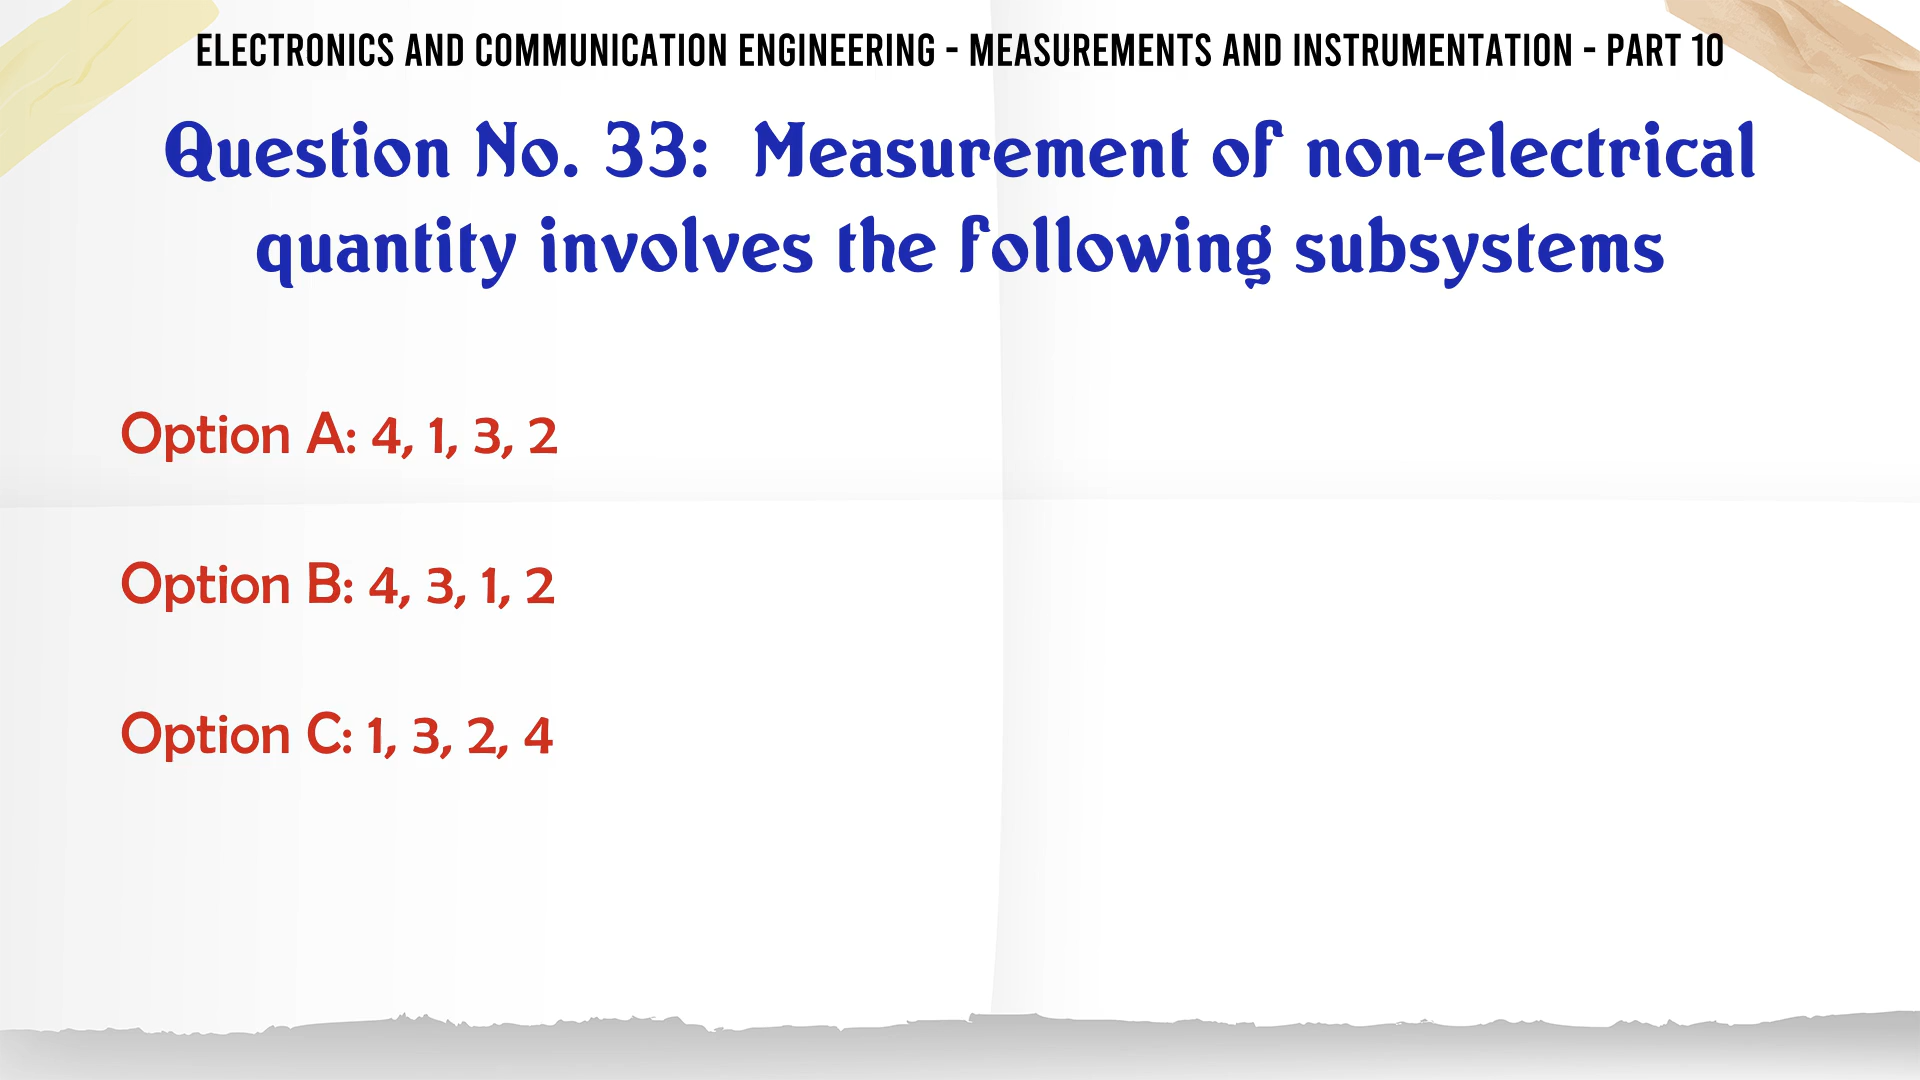 ELECTRONICS AND COMMUNICATION ENGINEERING - MEASUREMENTS AND INSTRUMENTATION - PART 10
Question No. 33: Measurement of non-electrical
quantity involves the following subsystems
Option A: 4, 1, 3, 2
Option B: 4, 3, 1, 2
Option C: 1, 3, 2, 4